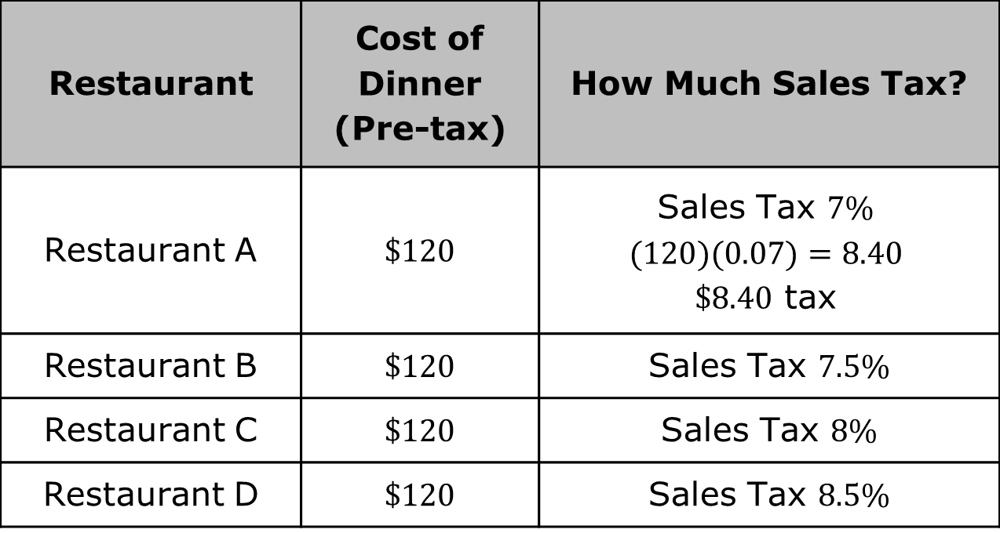 Restaurant
Cost of
Dinner
(Pre-tax)
How Much Sales Tax?
Restaurant A
$120
Sales Tax 7%
(120)(0.07) = 8.40
$8.40 tax
Restaurant B
$120
Sales Tax 7.5%
Restaurant C
$120
Sales Tax 8%
Restaurant D
$120
Sales Tax 8.5%